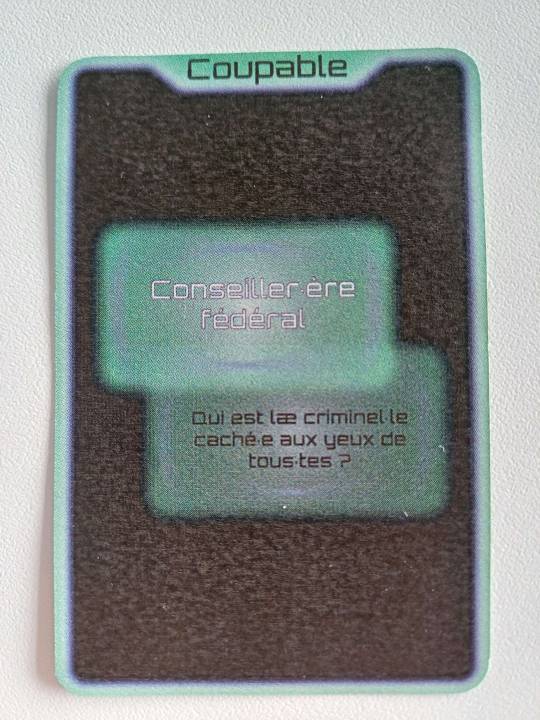 Coupable
Conseiller·ère
fédéral
Qui est læ criminel·le
caché·e aux yeux de
tous·tes ?